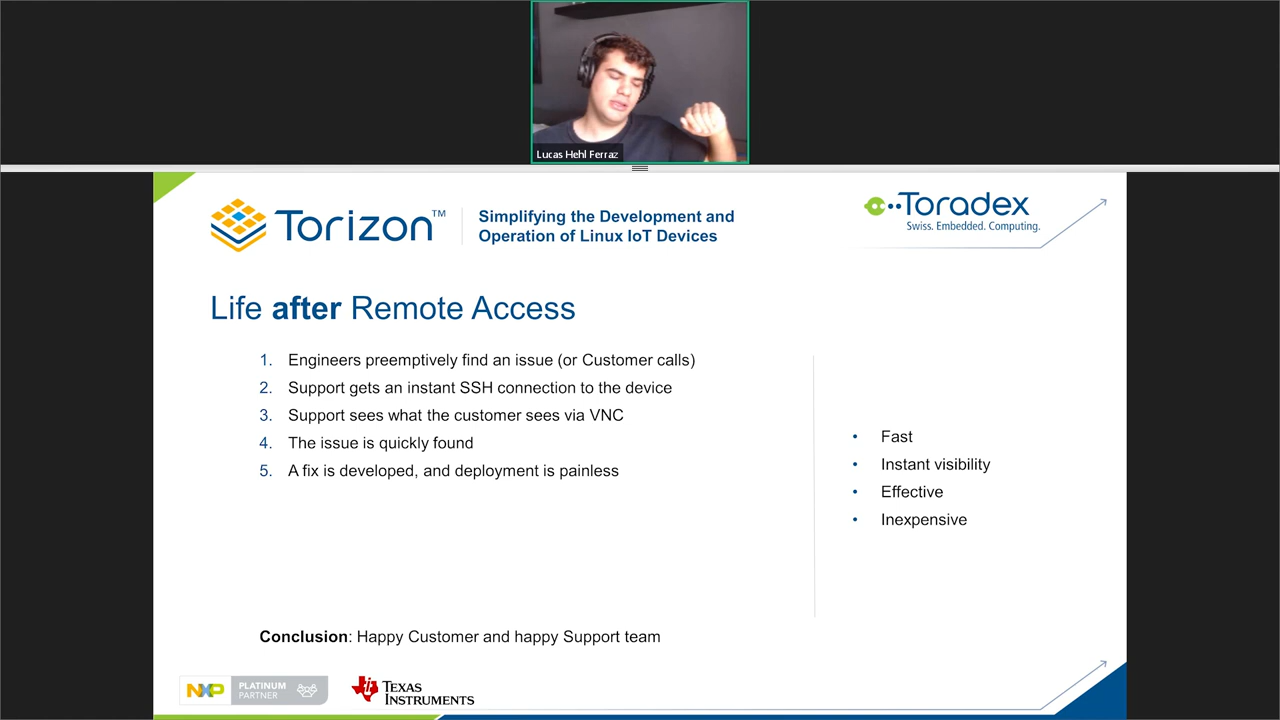 Lucas Hehl Ferraz
Torizon™
Simplifying the Development and
Operation of Linux IoT Devices
Toradex
Swiss. Embedded. Computing.
Life after Remote Access
1. Engineers preemptively find an issue (or Customer calls)
2. Support gets an instant SSH connection to the device
3. Support sees what the customer sees via VNC
4. The issue is quickly found
5. A fix is developed, and deployment is painless
• Fast
• Instant visibility
• Effective
• Inexpensive
Conclusion: Happy Customer and happy Support team
NXP
PLATINUM
PARTNER
TEXAS
INSTRUMENTS